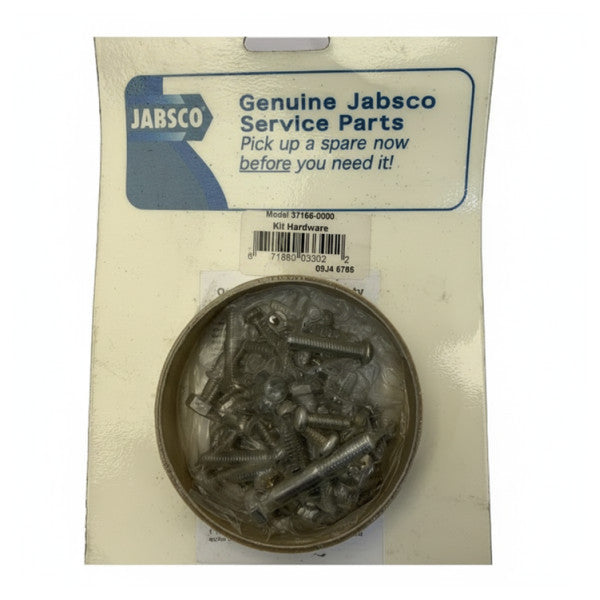 JABSCO
Genuine Jabsco
Service Parts
Pick up a spare now
before you need it!
Model 37166-0000
Kit Hardware
6 71880 03302 2
09J4 6786